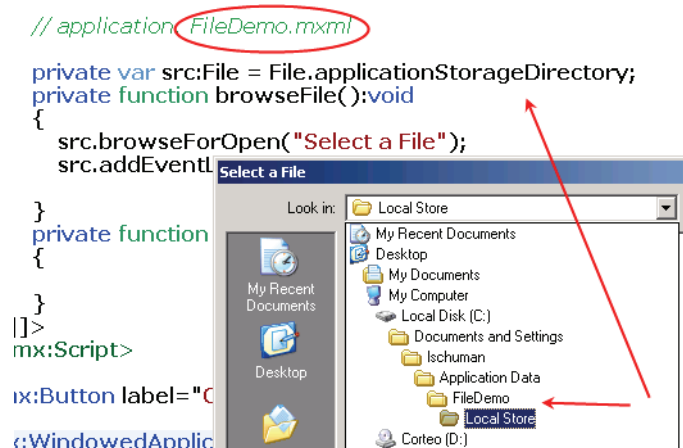 // application FileDemo.mxml
private var src:File = File.applicationStorageDirectory;
private function browseFile():void
{
src.browseForOpen("Select a File");
src.addEventL
}
private function
{
}
]]>
mx:Script>
mx:Button label="C
x:WindowedApplic
Select a File
Look in:
Local Store
My Recent Documents
Desktop
My Documents
My Computer
Local Disk (C:)
Documents and Settings
lschuman
Application Data
FileDemo
Local Store
Corteo (D:)
My Recent
Documents
Desktop